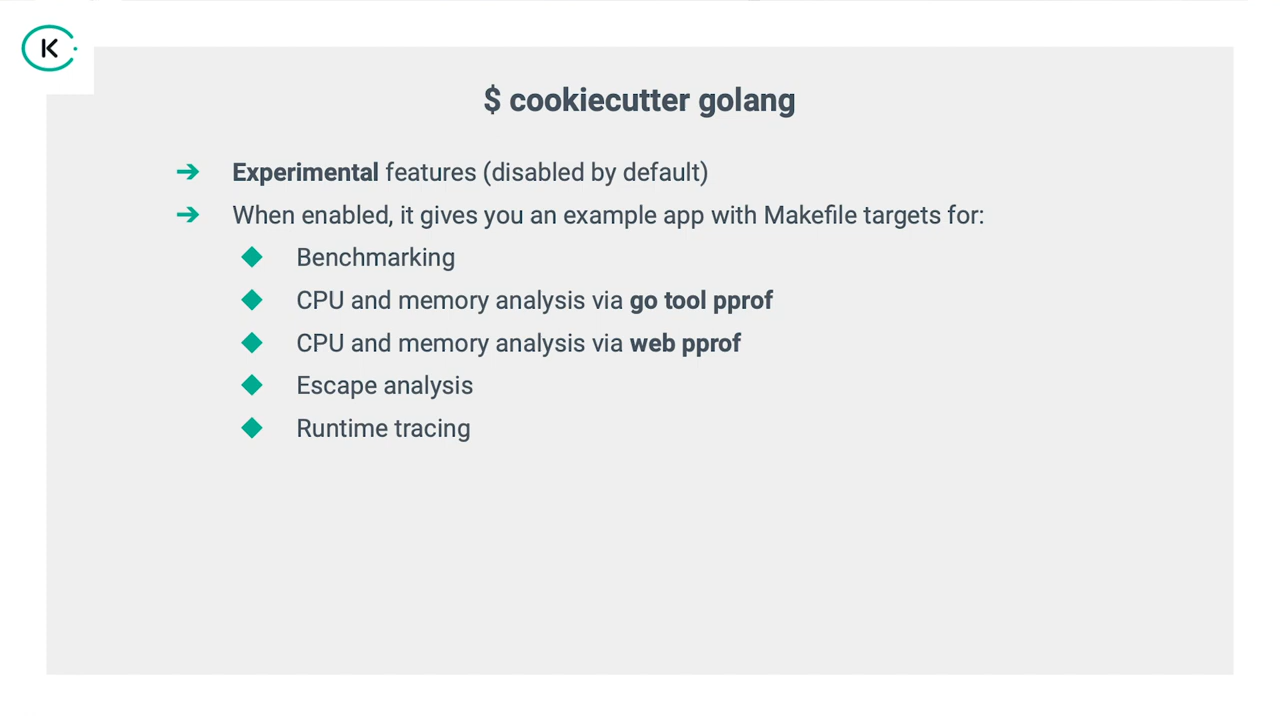 K
$ cookiecutter golang
➔ Experimental features (disabled by default)
➔ When enabled, it gives you an example app with Makefile targets for:
◆ Benchmarking
◆ CPU and memory analysis via go tool pprof
◆ CPU and memory analysis via web pprof
◆ Escape analysis
◆ Runtime tracing